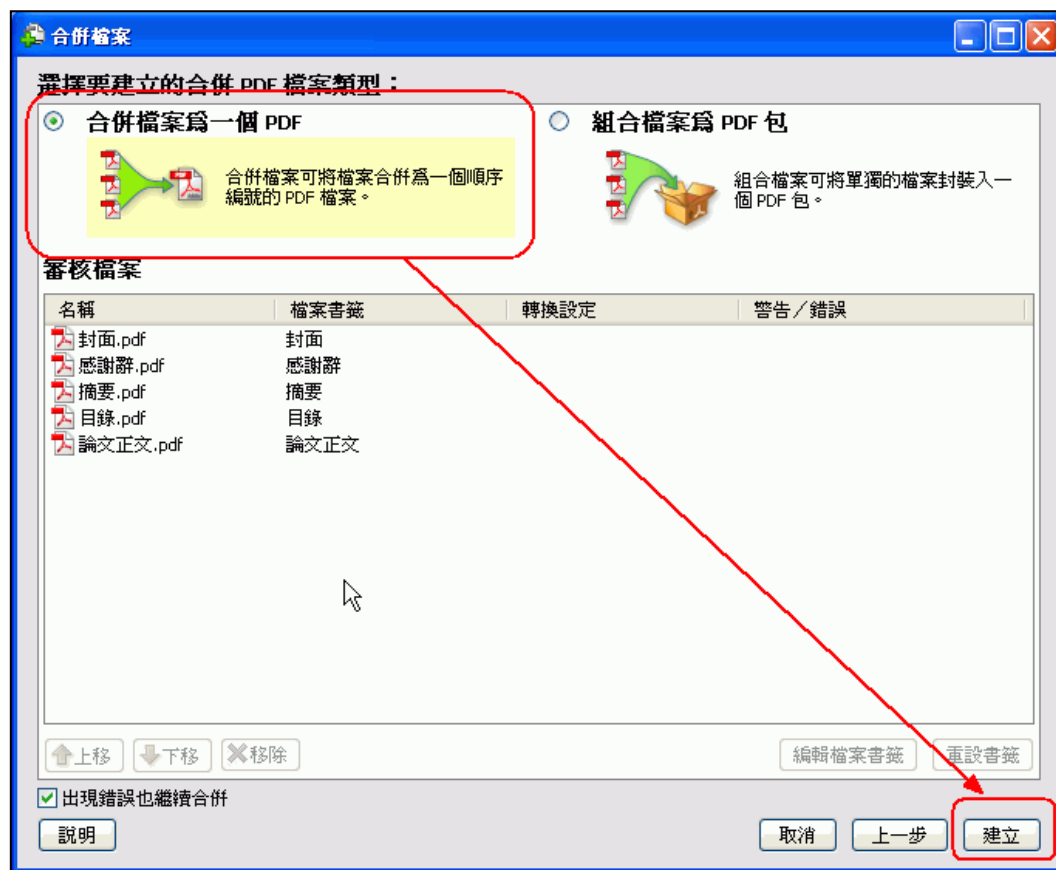 合併檔案
選擇要建立的合併 PDF 檔案類型：
合併檔案為一個 PDF
合併檔案可將檔案合併為一個順序
編號的 PDF 檔案。
組合檔案為 PDF 包
組合檔案可將單獨的檔案封裝入一
個 PDF 包。
審核檔案
名稱 檔案書籤 轉換設定 警告／錯誤
封面.pdf 封面
感謝辭.pdf 感謝辭
摘要.pdf 摘要
目錄.pdf 目錄
論文正文.pdf 論文正文
上移 下移 移除 編輯檔案書籤 重設書籤
出現錯誤也繼續合併
說明 取消 上一步 建立